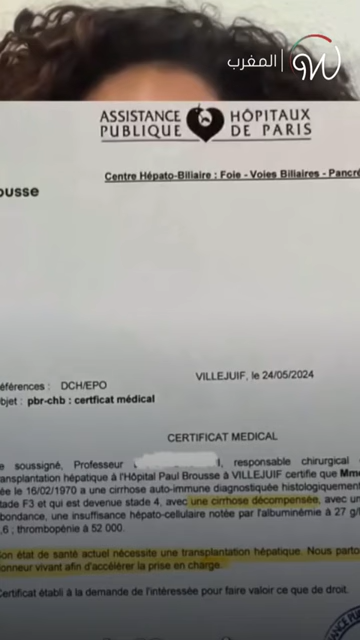 المغرب
ASSISTANCE PUBLIQUE HÔPITAUX DE PARIS
Centre Hépato-Biliaire : Foie - Voies Biliaires - Pancré
ousse
VILLEJUIF, le 24/05/2024
éférences : DCH/EPO
bjet : pbr-chb : certficat médical
CERTIFICAT MEDICAL
e soussigné, Professeur , responsable chirurgical
ansplantation hépatique à l'Hôpital Paul Brousse à VILLEJUIF certifie que Mme
ée le 16/02/1970 a une cirrhose auto-immune diagnostiquée histologiquement
stade F3 et qui est devenue stade 4, avec une cirrhose décompensée, avec un
bondance, une insuffisance hépato-cellulaire notée par l'albuminémie à 27 g/l
,6 ; thrombopénie à 52 000.
Son état de santé actuel nécessite une transplantation hépatique. Nous parto
onneur vivant afin d'accélérer la prise en charge.
Certificat établi à la demande de l'intéressée pour faire valoir ce que de droit.